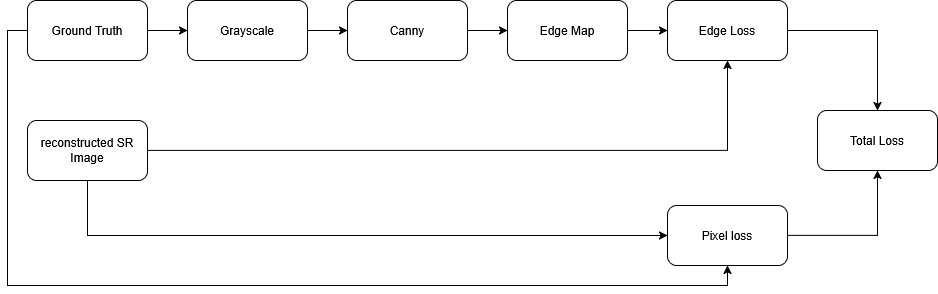 Ground Truth
Grayscale
Canny
Edge Map
Edge Loss
reconstructed SR
Image
Total Loss
Pixel loss